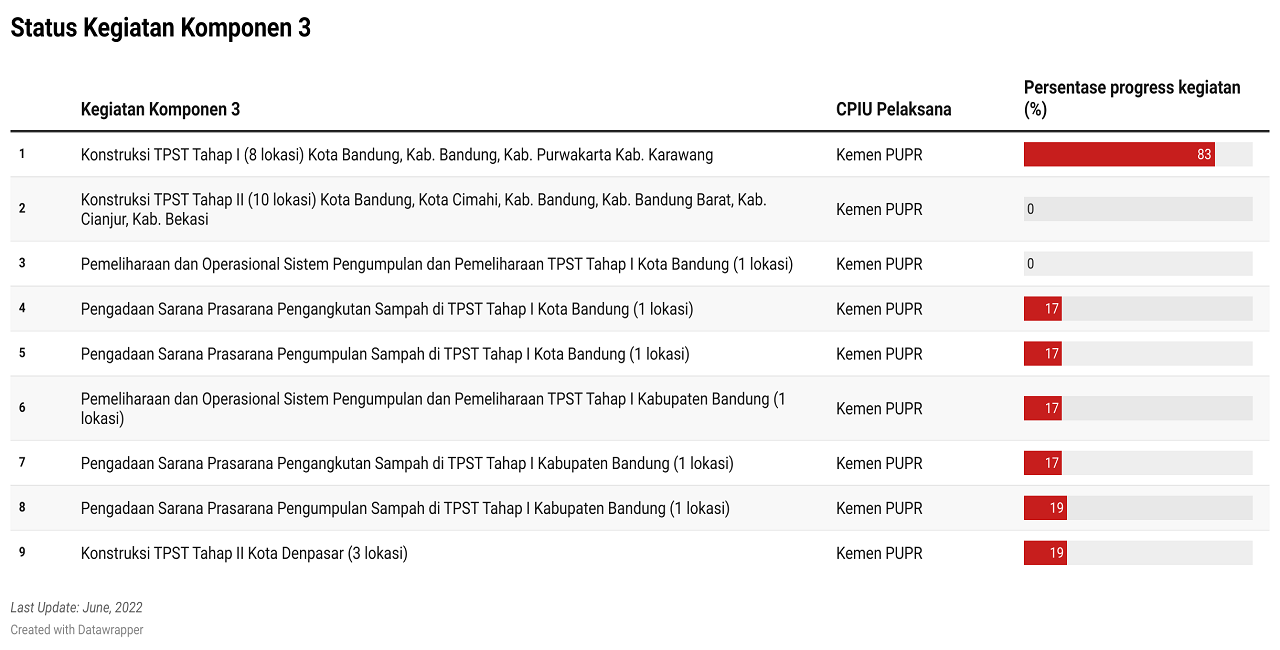 Status Kegiatan Komponen 3
Kegiatan Komponen 3 CPIU Pelaksana Persentase progress kegiatan
(%)
1 Konstruksi TPST Tahap I (8 lokasi) Kota Bandung, Kab. Bandung, Kab. Purwakarta Kab. Karawang Kemen PUPR 83
2 Konstruksi TPST Tahap II (10 lokasi) Kota Bandung, Kota Cimahi, Kab. Bandung, Kab. Bandung Barat, Kab.
Cianjur, Kab. Bekasi Kemen PUPR 0
3 Pemeliharaan dan Operasional Sistem Pengumpulan dan Pemeliharaan TPST Tahap I Kota Bandung (1 lokasi) Kemen PUPR 0
4 Pengadaan Sarana Prasarana Pengangkutan Sampah di TPST Tahap I Kota Bandung (1 lokasi) Kemen PUPR 17
5 Pengadaan Sarana Prasarana Pengumpulan Sampah di TPST Tahap I Kota Bandung (1 lokasi) Kemen PUPR 17
6 Pemeliharaan dan Operasional Sistem Pengumpulan dan Pemeliharaan TPST Tahap I Kabupaten Bandung (1
lokasi) Kemen PUPR 17
7 Pengadaan Sarana Prasarana Pengangkutan Sampah di TPST Tahap I Kabupaten Bandung (1 lokasi) Kemen PUPR 17
8 Pengadaan Sarana Prasarana Pengumpulan Sampah di TPST Tahap I Kabupaten Bandung (1 lokasi) Kemen PUPR 19
9 Konstruksi TPST Tahap II Kota Denpasar (3 lokasi) Kemen PUPR 19
Last Update: June, 2022
Created with Datawrapper